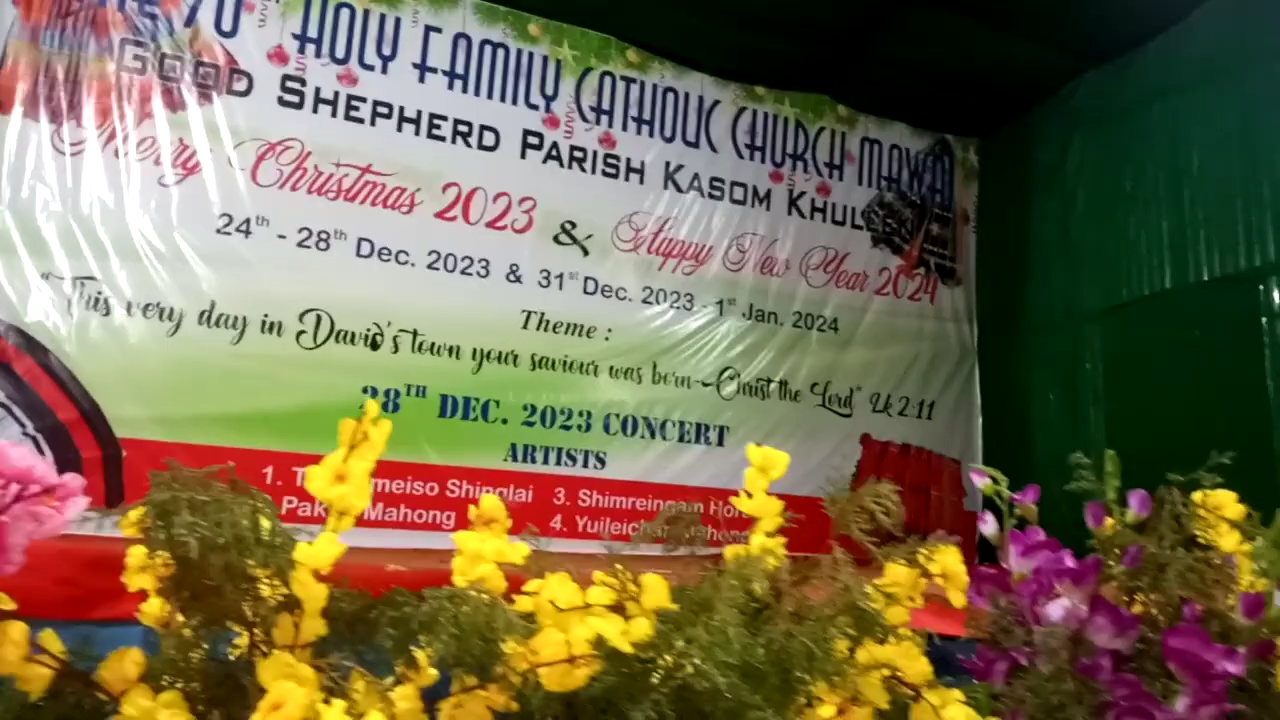 70th HOLY FAMILY CATHOLIC CHURCH MAWAI
GOOD SHEPHERD PARISH KASOM KHULLEN
Merry Christmas 2023 & Happy New Year 2024
24th - 28th Dec. 2023 & 31st Dec. 2023 - 1st Jan. 2024
Theme :
"This very day in David's town your saviour was born~Christ the Lord" Lk 2:11
28TH DEC. 2023 CONCERT
ARTISTS
1. Shinglai 3. Shimreingam
Mahong 4.